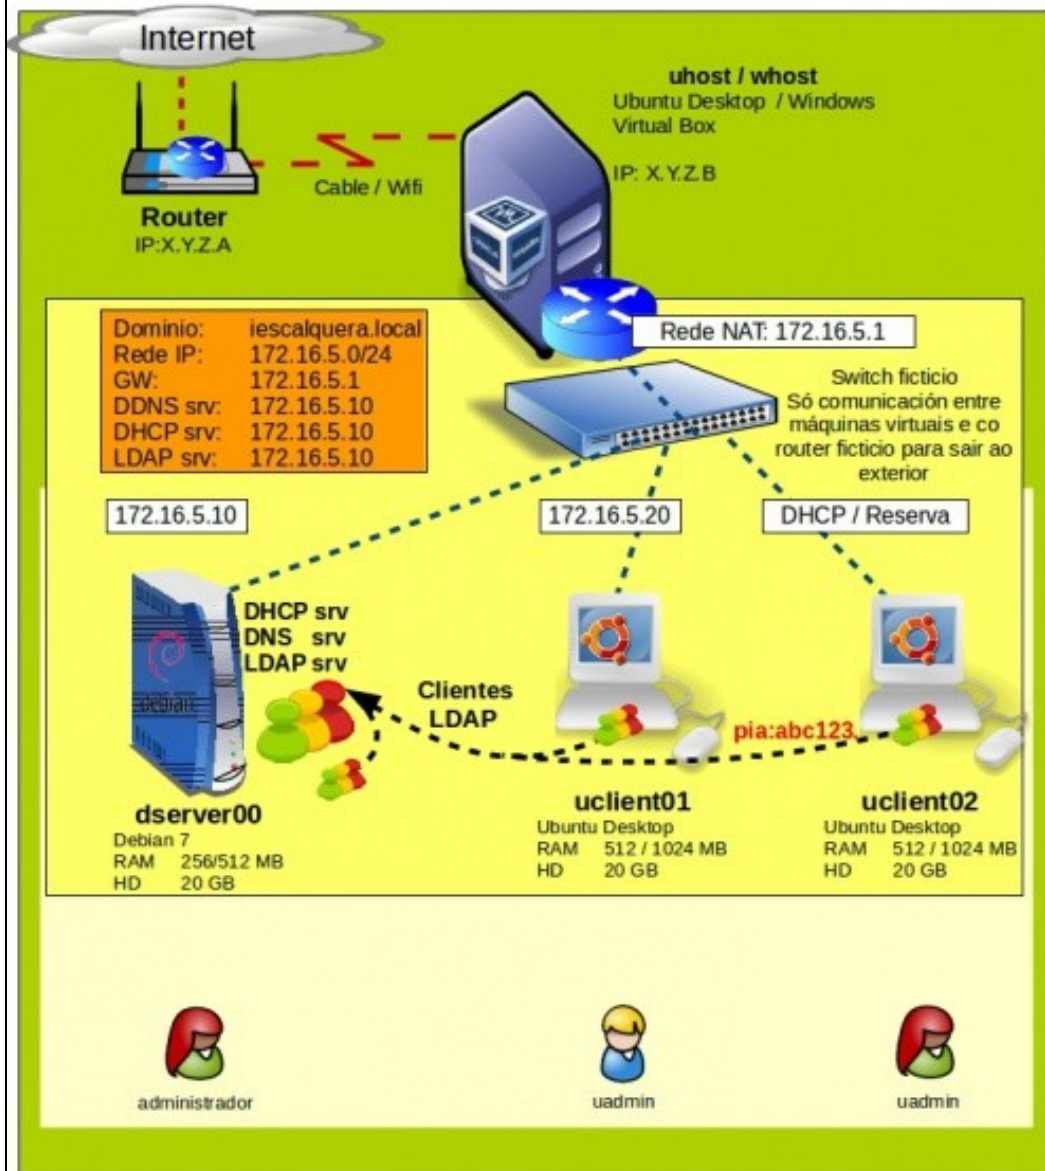 Internet
uhost / whost
Ubuntu Desktop / Windows
Virtual Box
IP: X.Y.Z.B
Cable / Wifi
Router
IP:X.Y.Z.A
Dominio: iescalquera.local
Rede IP: 172.16.5.0/24
GW: 172.16.5.1
DDNS srv: 172.16.5.10
DHCP srv: 172.16.5.10
LDAP srv: 172.16.5.10
Rede NAT: 172.16.5.1
Switch ficticio
Só comunicación entre
máquinas virtuais e co
router ficticio para sair ao
exterior
172.16.5.10
172.16.5.20
DHCP / Reserva
debian
DHCP srv
DNS srv
LDAP srv
Clientes
LDAP
pia:abc123.
dserver00
Debian 7
RAM 256/512 MB
HD 20 GB
uclient01
Ubuntu Desktop
RAM 512 / 1024 MB
HD 20 GB
uclient02
Ubuntu Desktop
RAM 512 / 1024 MB
HD 20 GB
administrador
uadmin
uadmin